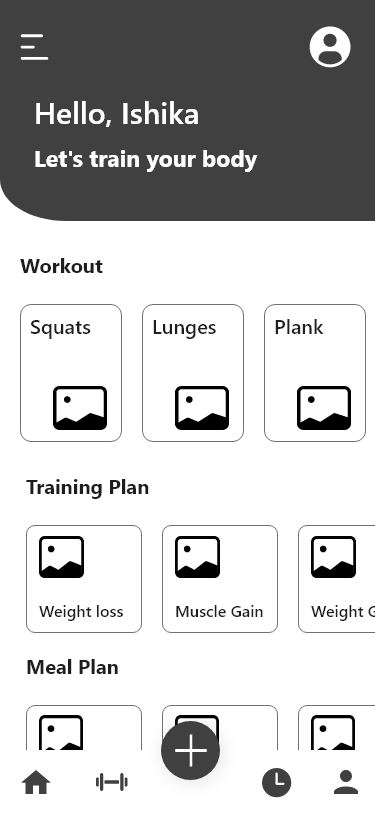 Hello, Ishika
Let's train your body
Workout
Squats
Lunges
Plank
Training Plan
Weight loss
Muscle Gain
Weight G
Meal Plan